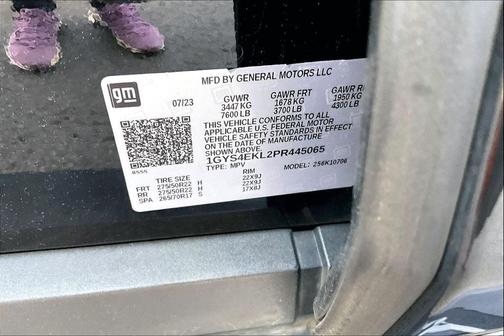 MFD BY GENERAL MOTORS LLC
gm
07/23 GVWR GAWR FRT GAWR
3447 KG 1678 KG 1950 KG
7600 LB 3700 LB 4300 LB
THIS VEHICLE CONFORMS TO ALL
APPLICABLE U.S. FEDERAL MOTOR
VEHICLE SAFETY STANDARDS IN EFFECT
ON THE DATE OF MANUFACTURE
SHOWN ABOVE.
1GYS4EKL2PR445065
TYPE: MPV MODEL: 2S6K10706
TIRE SIZE RIM
FRT 275/50R22 H 22X9J
RR 275/50R22 H 22X9J
SPA 265/70R17 S 17X8J